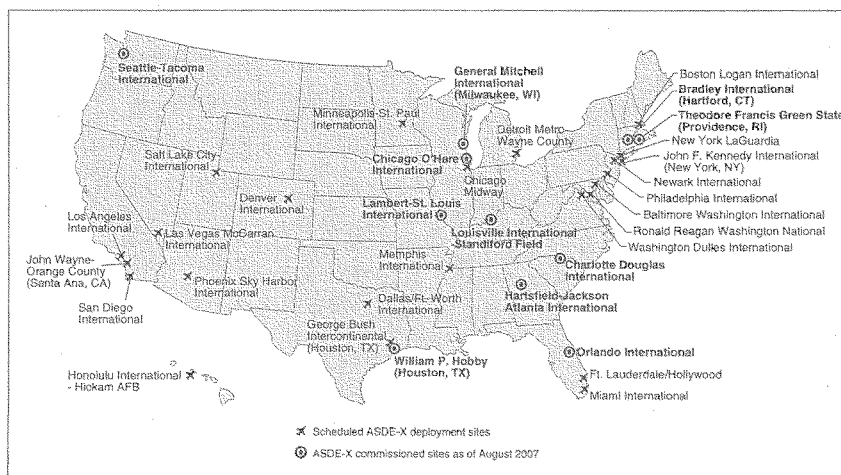 Seattle-Tacoma
International
General Mitchell
International
(Milwaukee, WI)
Minneapolis-St. Paul
International
Detroit Metro
Wayne County
Boston Logan International
Bradley International
(Hartford, CT)
Theodore Francis Green State
(Providence, RI)
New York LaGuardia
John F. Kennedy International
(New York, NY)
Newark International
Philadelphia International
Baltimore Washington International
Ronald Reagan Washington National
Washington Dulles International
Salt Lake City
International
Chicago O'Hare
International
Chicago
Midway
Denver
International
Lambert-St. Louis
International
Louisville International
-Standiford Field
Los Angeles
International
Las Vegas McCarran
International
Memphis
International
Charlotte Douglas
International
John Wayne-
Orange County
(Santa Ana, CA)
Phoenix Sky Harbor
International
Dallas/Ft. Worth
International
Hartsfield-Jackson
Atlanta International
San Diego
International
George Bush
Intercontinental
(Houston, TX)
William P. Hobby
(Houston, TX)
Orlando International
Honolulu International
- Hickam AFB
Ft. Lauderdale/Hollywood
Miami International
Scheduled ASDE-X deployment sites
ASDE-X commissioned sites as of August 2007